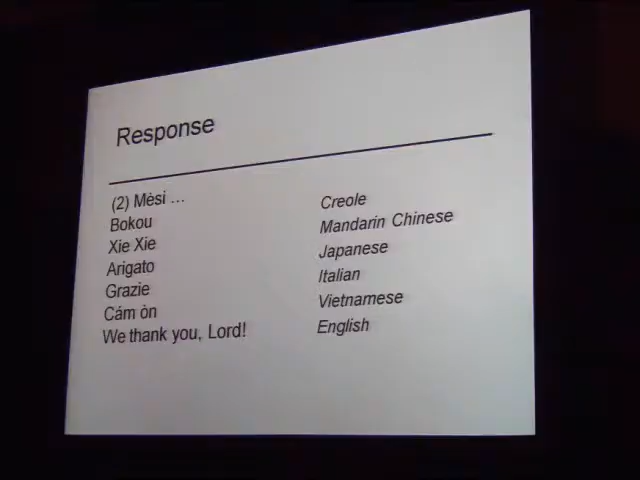 Response
(2) Mèsi ...
Bokou
Xie Xie
Arigato
Grazie
Cám òn
We thank you, Lord!
Creole
Mandarin Chinese
Japanese
Italian
Vietnamese
English